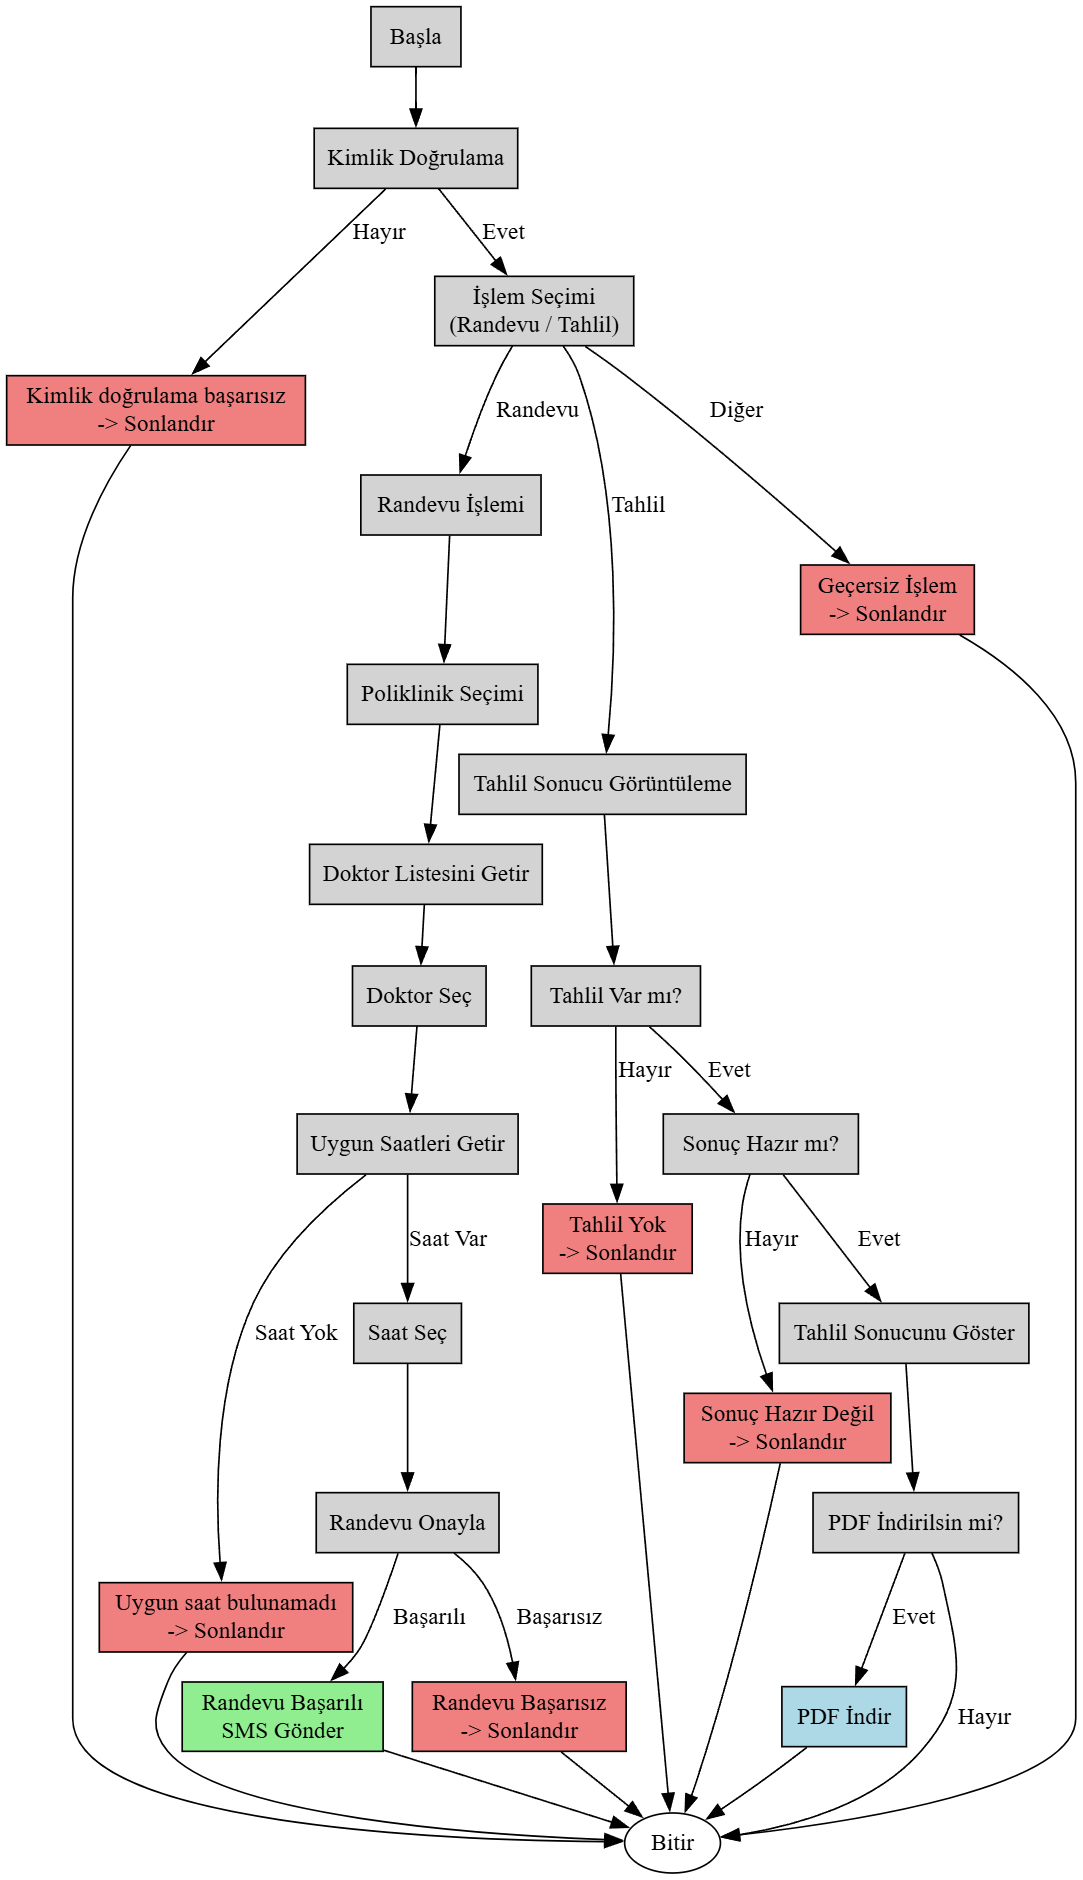 Başla
Kimlik Doğrulama
Hayır
Evet
İşlem Seçimi
(Randevu / Tahlil)
Kimlik doğrulama başarısız
-> Sonlandır
Randevu
Diğer
Randevu İşlemi
Tahlil
Geçersiz İşlem
-> Sonlandır
Poliklinik Seçimi
Tahlil Sonucu Görüntüleme
Doktor Listesini Getir
Doktor Seç
Tahlil Var mı?
Hayır
Evet
Uygun Saatleri Getir
Sonuç Hazır mı?
Tahlil Yok
-> Sonlandır
Saat Var
Hayır
Evet
Saat Yok
Saat Seç
Tahlil Sonucunu Göster
Sonuç Hazır Değil
-> Sonlandır
Randevu Onayla
PDF İndirilsin mi?
Uygun saat bulunamadı
-> Sonlandır
Başarılı
Başarısız
Evet
Randevu Başarılı
SMS Gönder
Randevu Başarısız
-> Sonlandır
PDF İndir
Hayır
Bitir